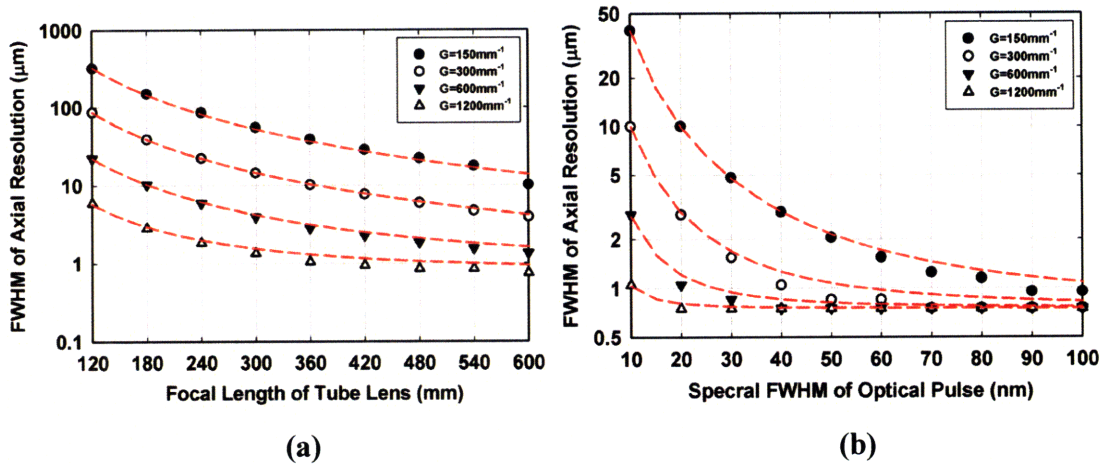 1000
100
10
1
0.1
FWHM of Axial Resolution (μm)
G=150mm⁻¹
G=300mm⁻¹
G=600mm⁻¹
G=1200mm⁻¹
120 180 240 300 360 420 480 540 600
Focal Length of Tube Lens (mm)
(a)
50
20
10
5
2
1
0.5
FWHM of Axial Resolution (μm)
G=150mm⁻¹
G=300mm⁻¹
G=600mm⁻¹
G=1200mm⁻¹
10 20 30 40 50 60 70 80 90 100
Specral FWHM of Optical Pulse (nm)
(b)